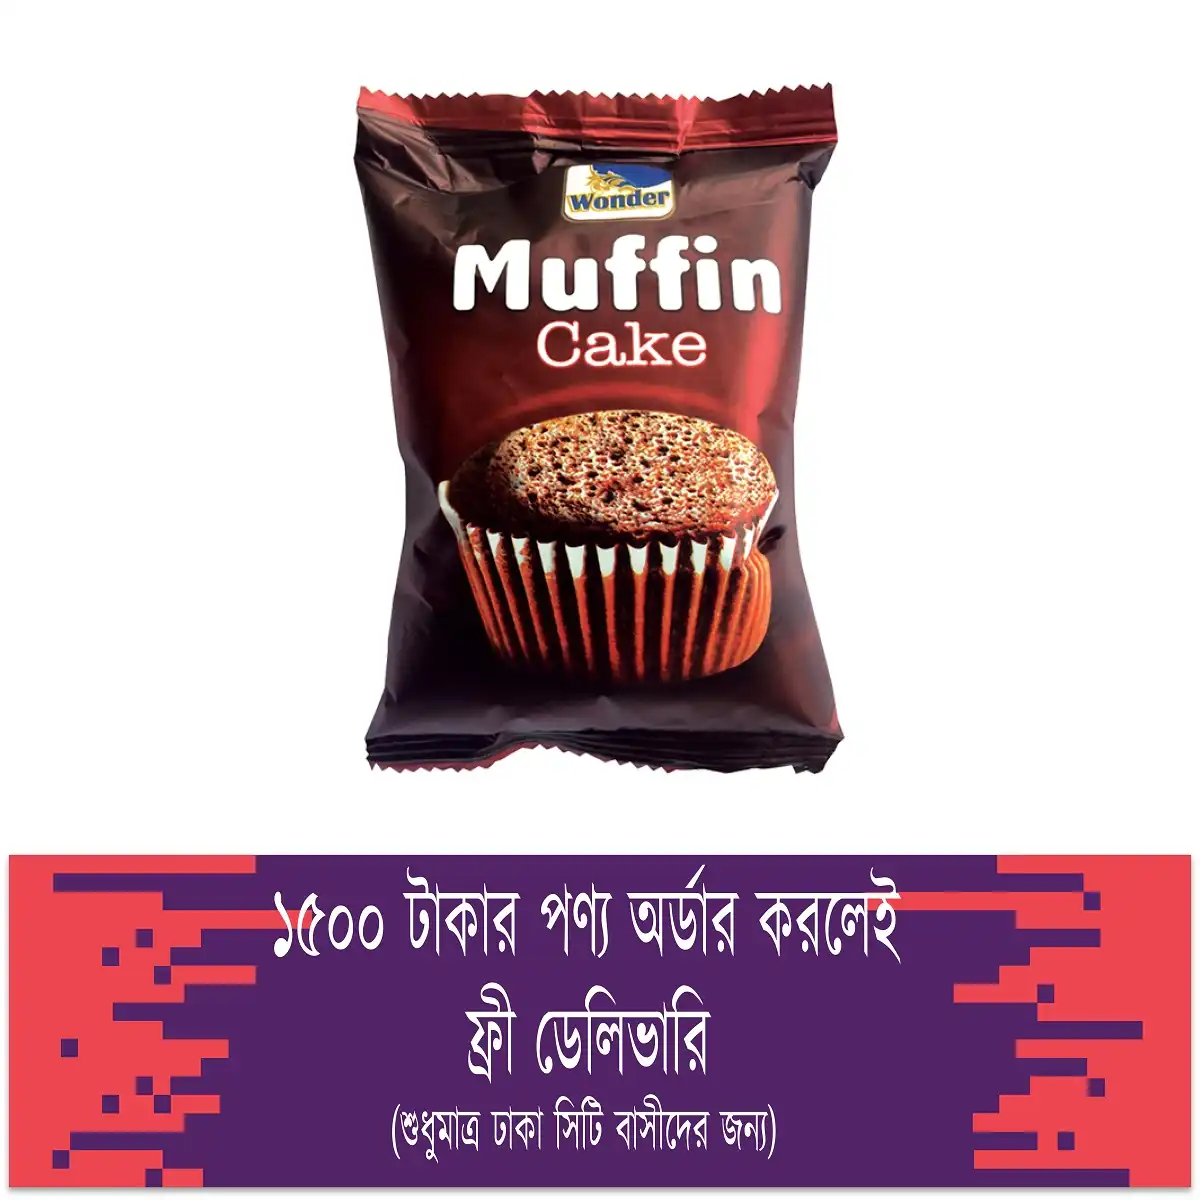 Wonder
Muffin
Cake
১৫০০ টাকার পণ্য অর্ডার করলেই
ফ্রী ডেলিভারি
(শুধুমাত্র ঢাকা সিটি বাসীদের জন্য)